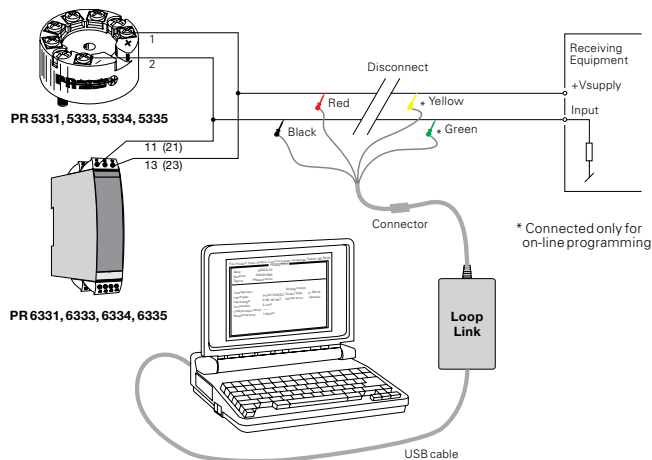 1
2
PR 5331, 5333, 5334, 5335
11 (21)
13 (23)
PR 6331, 6333, 6334, 6335
Disconnect
Red
* Yellow
Black
* Green
Receiving
Equipment
+Vsupply
Input
Connector
* Connected only for
on-line programming
Loop
Link
USB cable